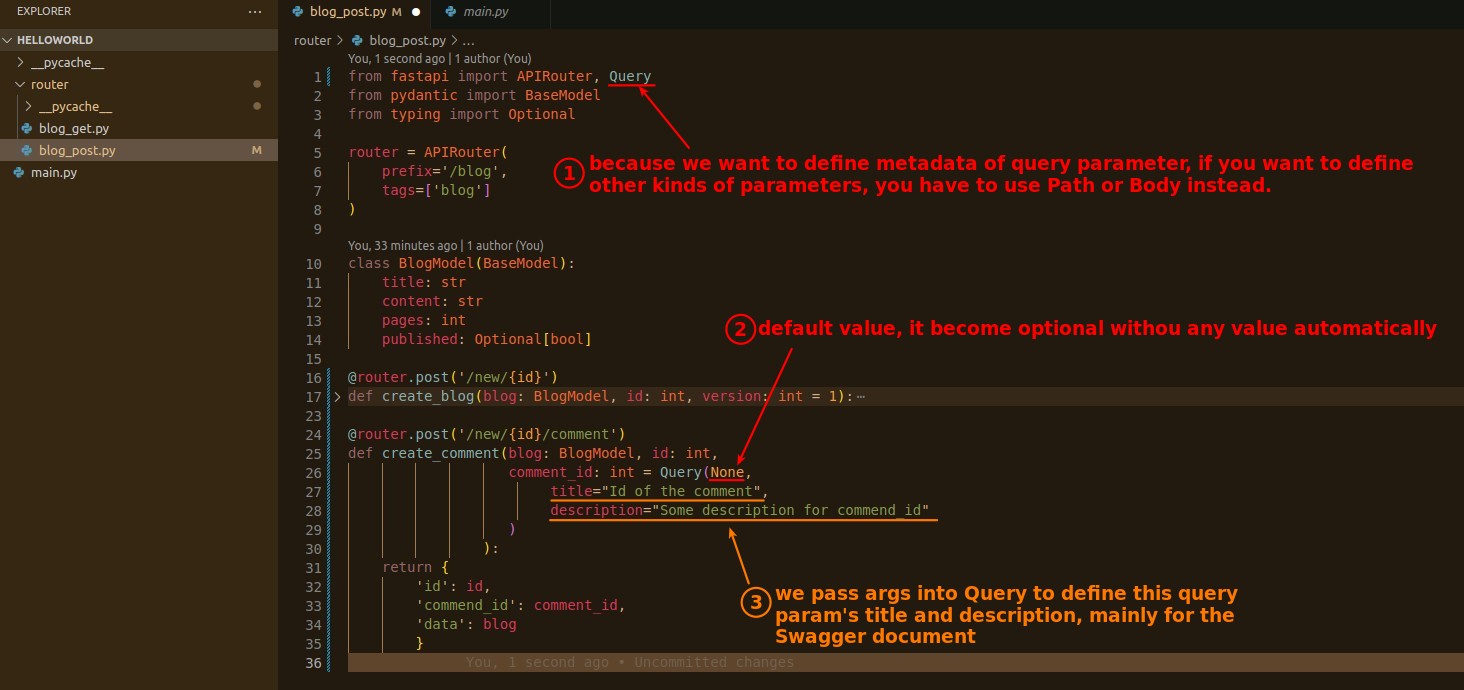 EXPLORER ...
HELLOWORLD
__pycache__
router
__pycache__
blog_get.py
blog_post.py M
main.py
blog_post.py M
main.py
router > blog_post.py > ...
You, 1 second ago | 1 author (You)
1 from fastapi import APIRouter, Query
2 from pydantic import BaseModel
3 from typing import Optional
4
5 router = APIRouter(
6 prefix='/blog',
7 tags=['blog']
8 )
9
1 because we want to define metadata of query parameter, if you want to define
other kinds of parameters, you have to use Path or Body instead.
You, 33 minutes ago | 1 author (You)
10 class BlogModel(BaseModel):
11 title: str
12 content: str
13 pages: int
14 published: Optional[bool]
15
2 default value, it become optional withou any value automatically
16 @router.post('/new/{id}')
17 def create_blog(blog: BlogModel, id: int, version: int = 1):…
23
24 @router.post('/new/{id}/comment')
25 def create_comment(blog: BlogModel, id: int,
26 comment_id: int = Query(None,
27 title="Id of the comment",
28 description="Some description for commend_id"
29 )
30 ):
31 return {
32 'id': id,
33 'commend_id': comment_id,
34 'data': blog
35 }
36 You, 1 second ago • Uncommitted changes
3 we pass args into Query to define this query
param's title and description, mainly for the
Swagger document